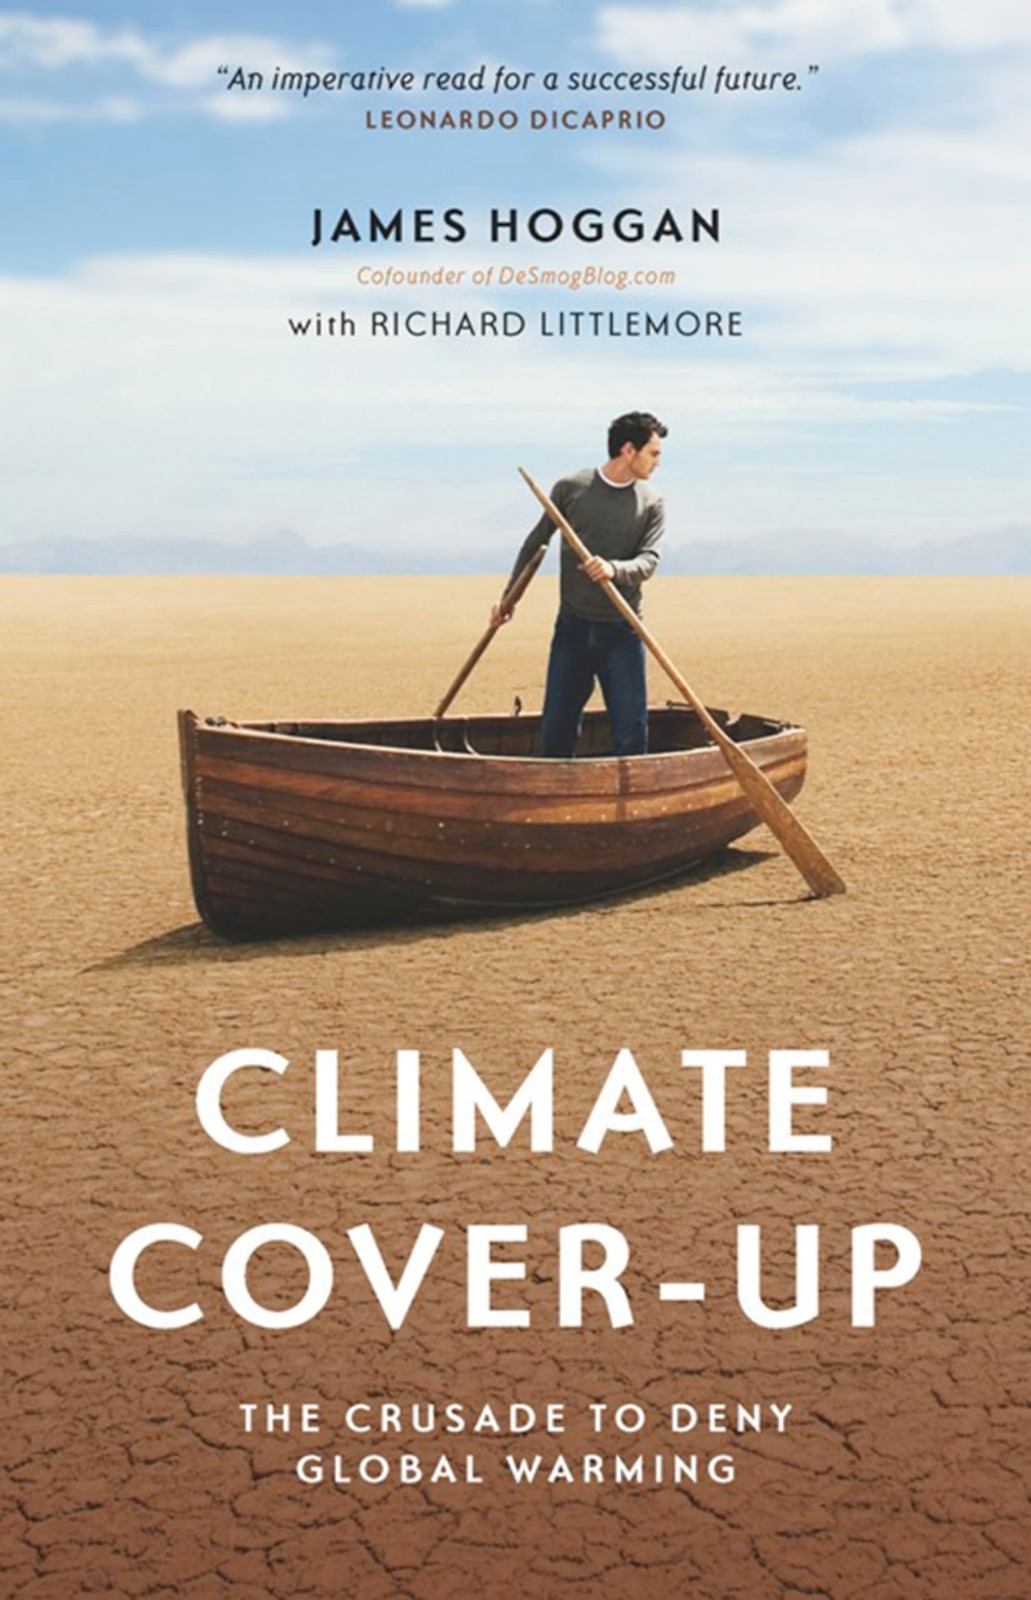 “An imperative read for a successful future.”
LEONARDO DICAPRIO
JAMES HOGGAN
Cofounder of DeSmogBlog.com
with RICHARD LITTLEMORE
CLIMATE
COVER-UP
THE CRUSADE TO DENY
GLOBAL WARMING